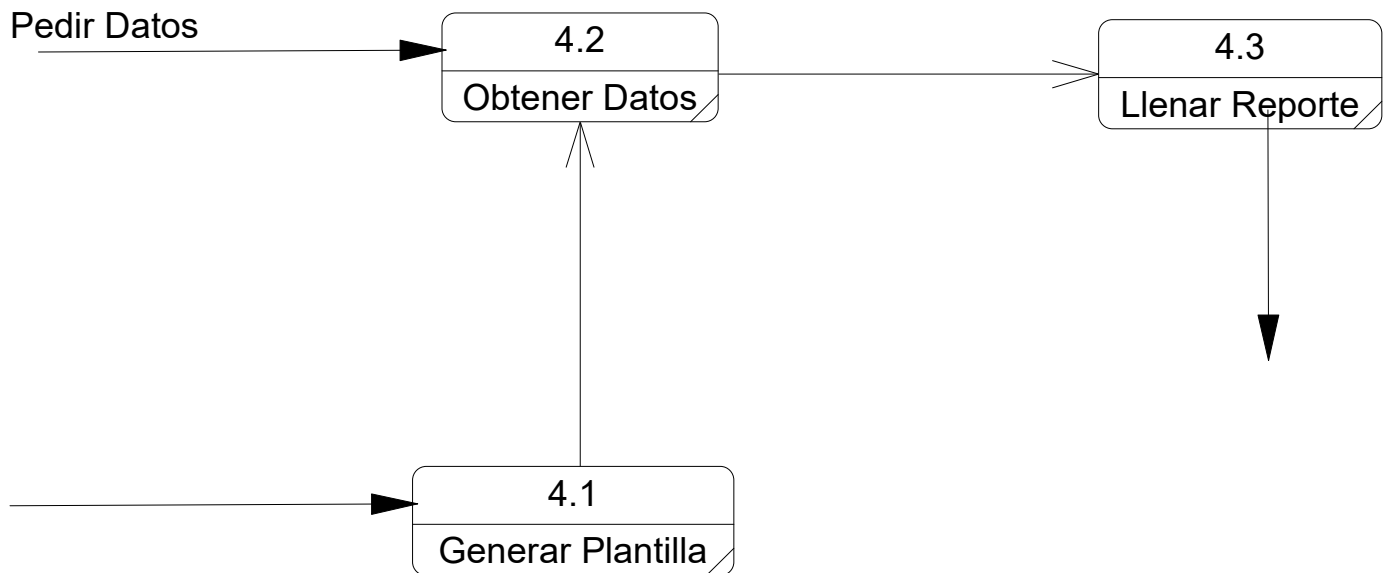 Pedir Datos
4.2
Obtener Datos
4.3
Llenar Reporte
4.1
Generar Plantilla